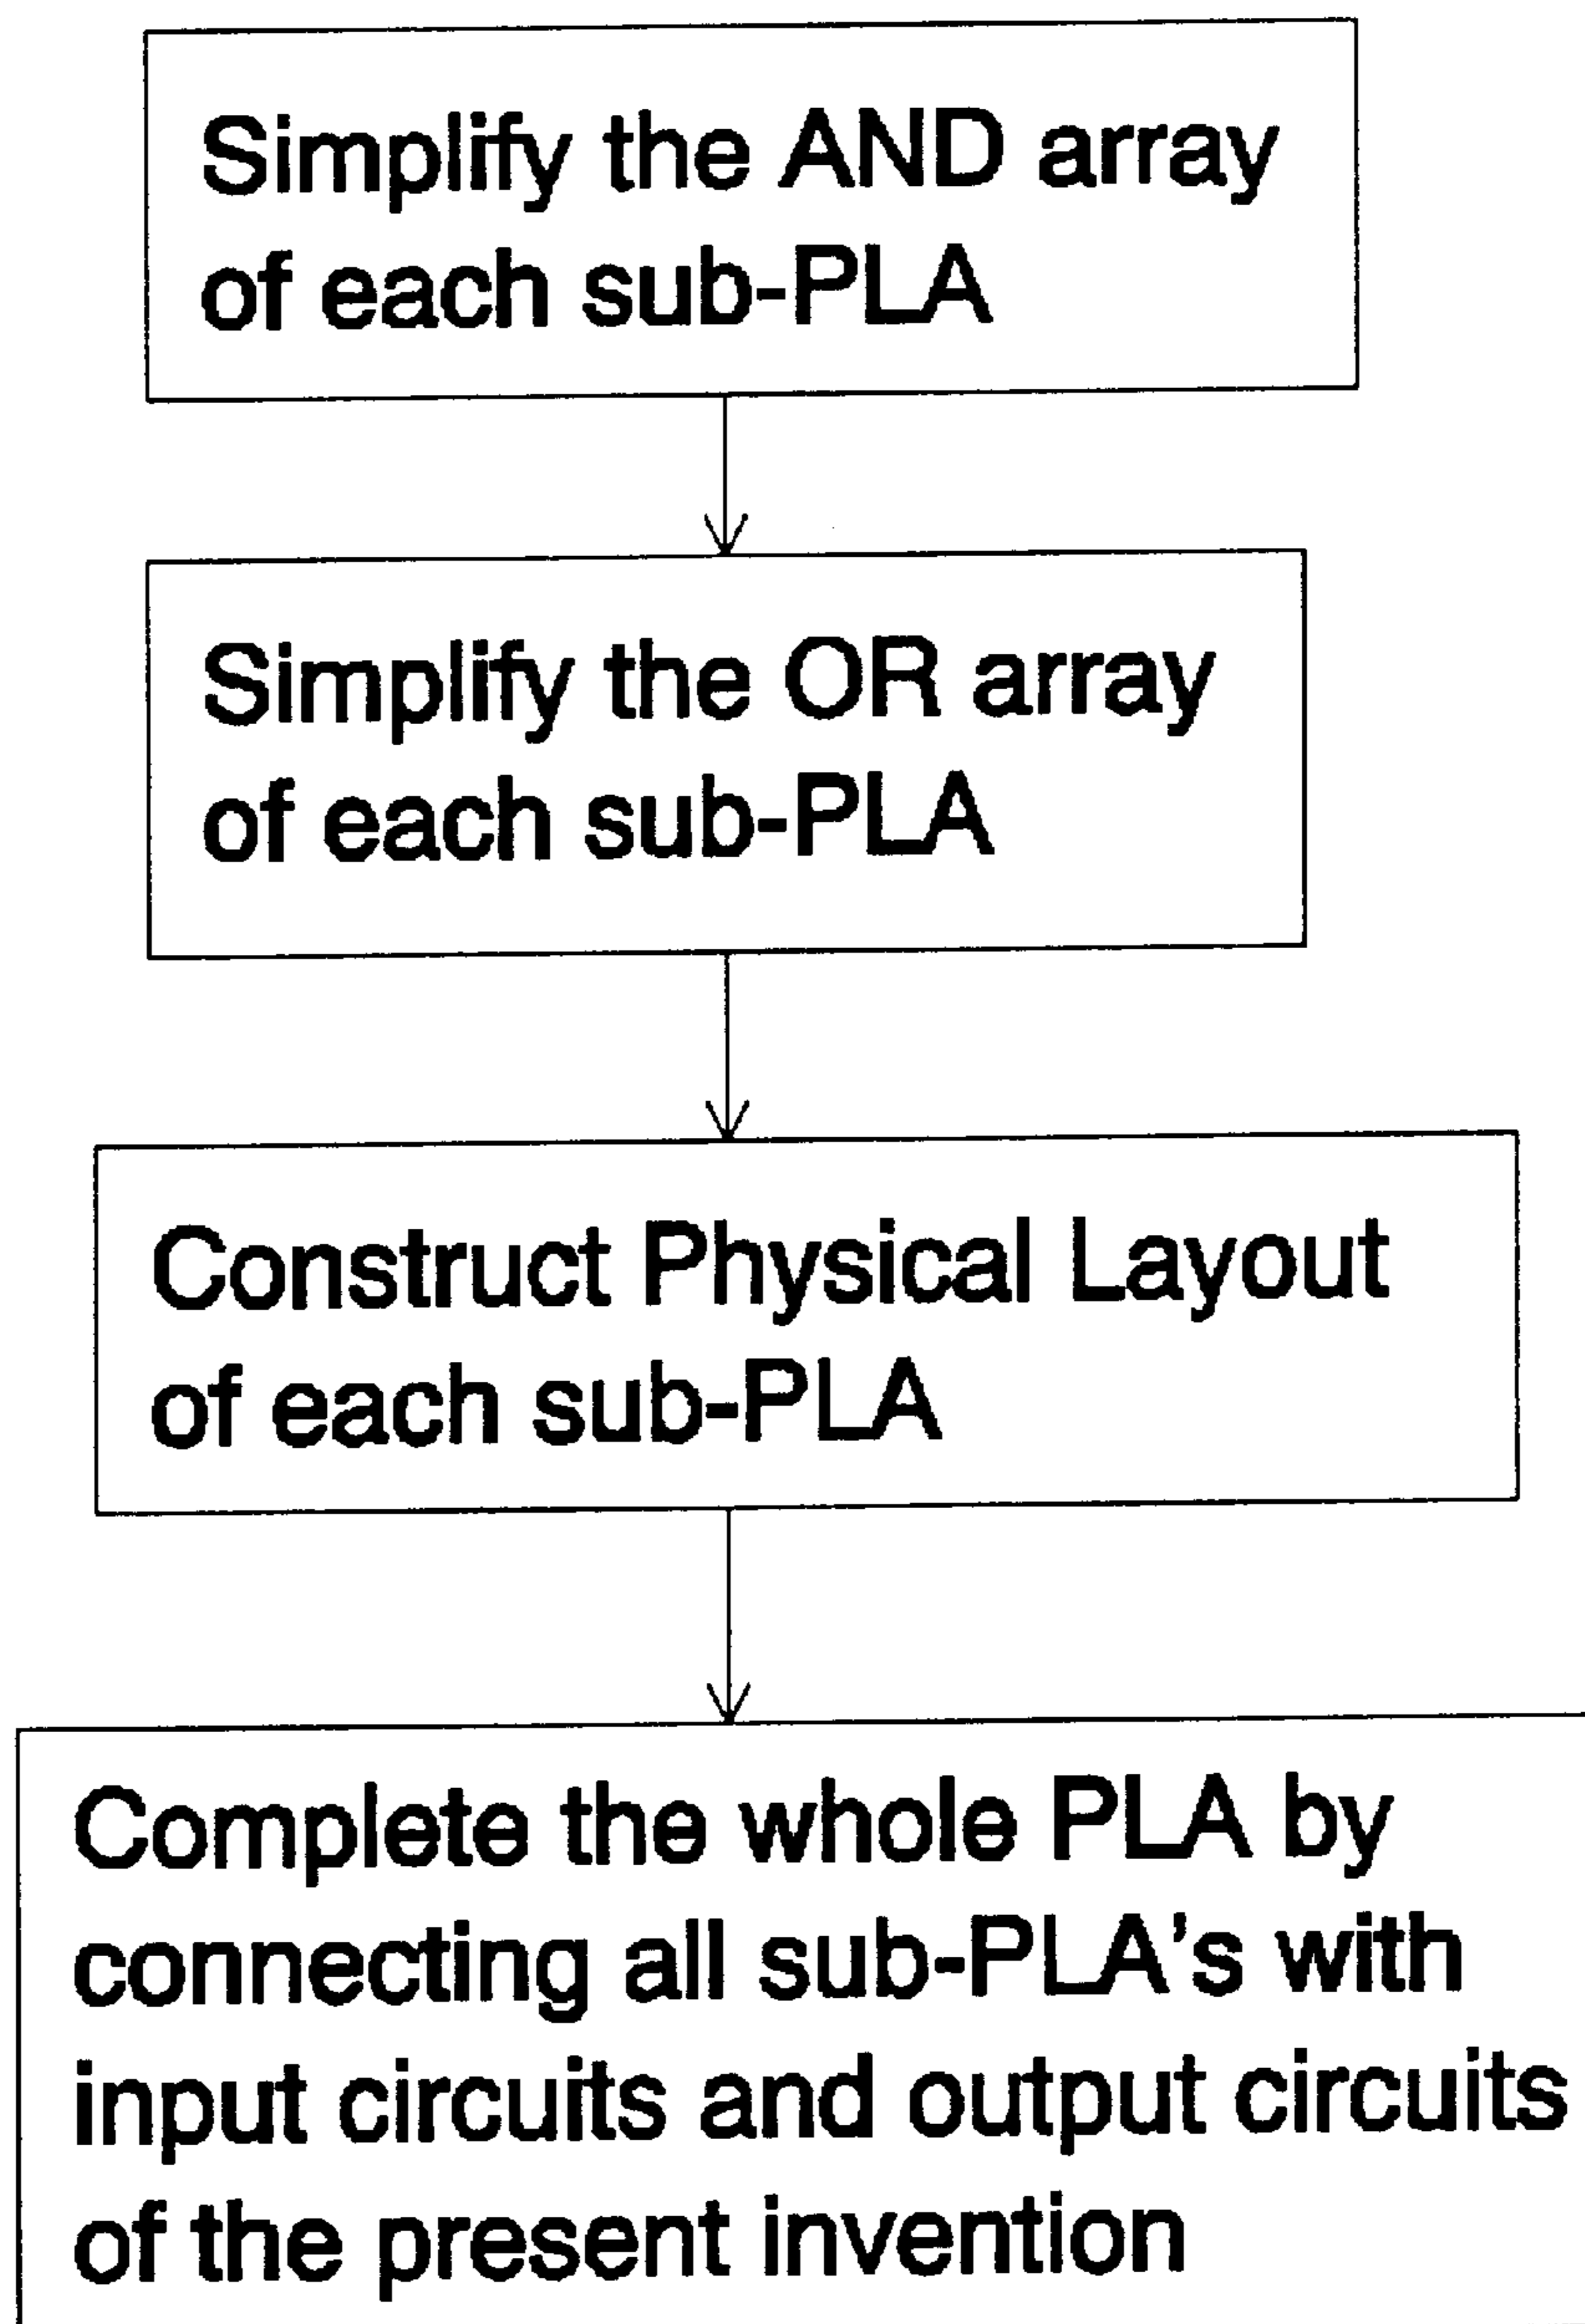 Simplify the AND array
of each sub-PLA
Simplify the OR array
of each sub-PLA
Construct Physical Layout
of each sub-PLA
Complete the whole PLA by
connecting all sub-PLA's with
input circuits and output circuits
of the present invention